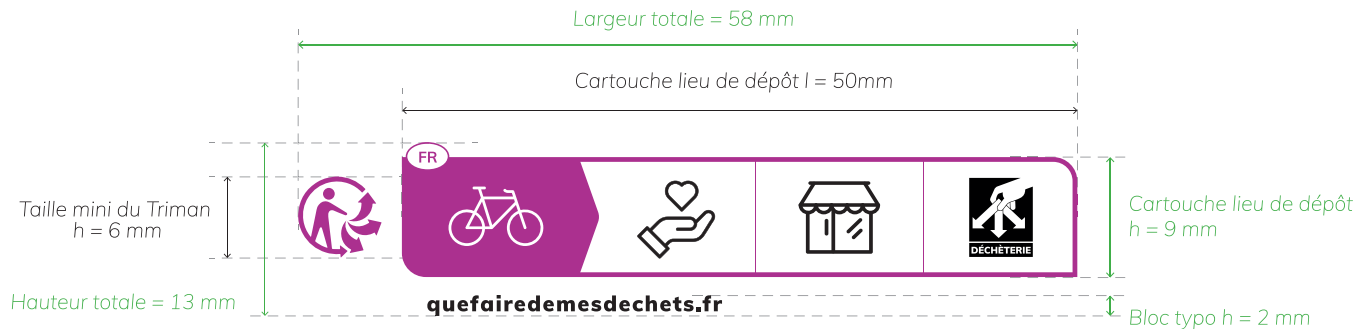 Largeur totale = 58 mm
Cartouche lieu de dépôt l = 50mm
FR
Taille mini du Triman
h = 6 mm
DÉCHÈTERIE
Cartouche lieu de dépôt
h = 9 mm
Hauteur totale = 13 mm
quefairedemesdechets.fr
Bloc typo h = 2 mm